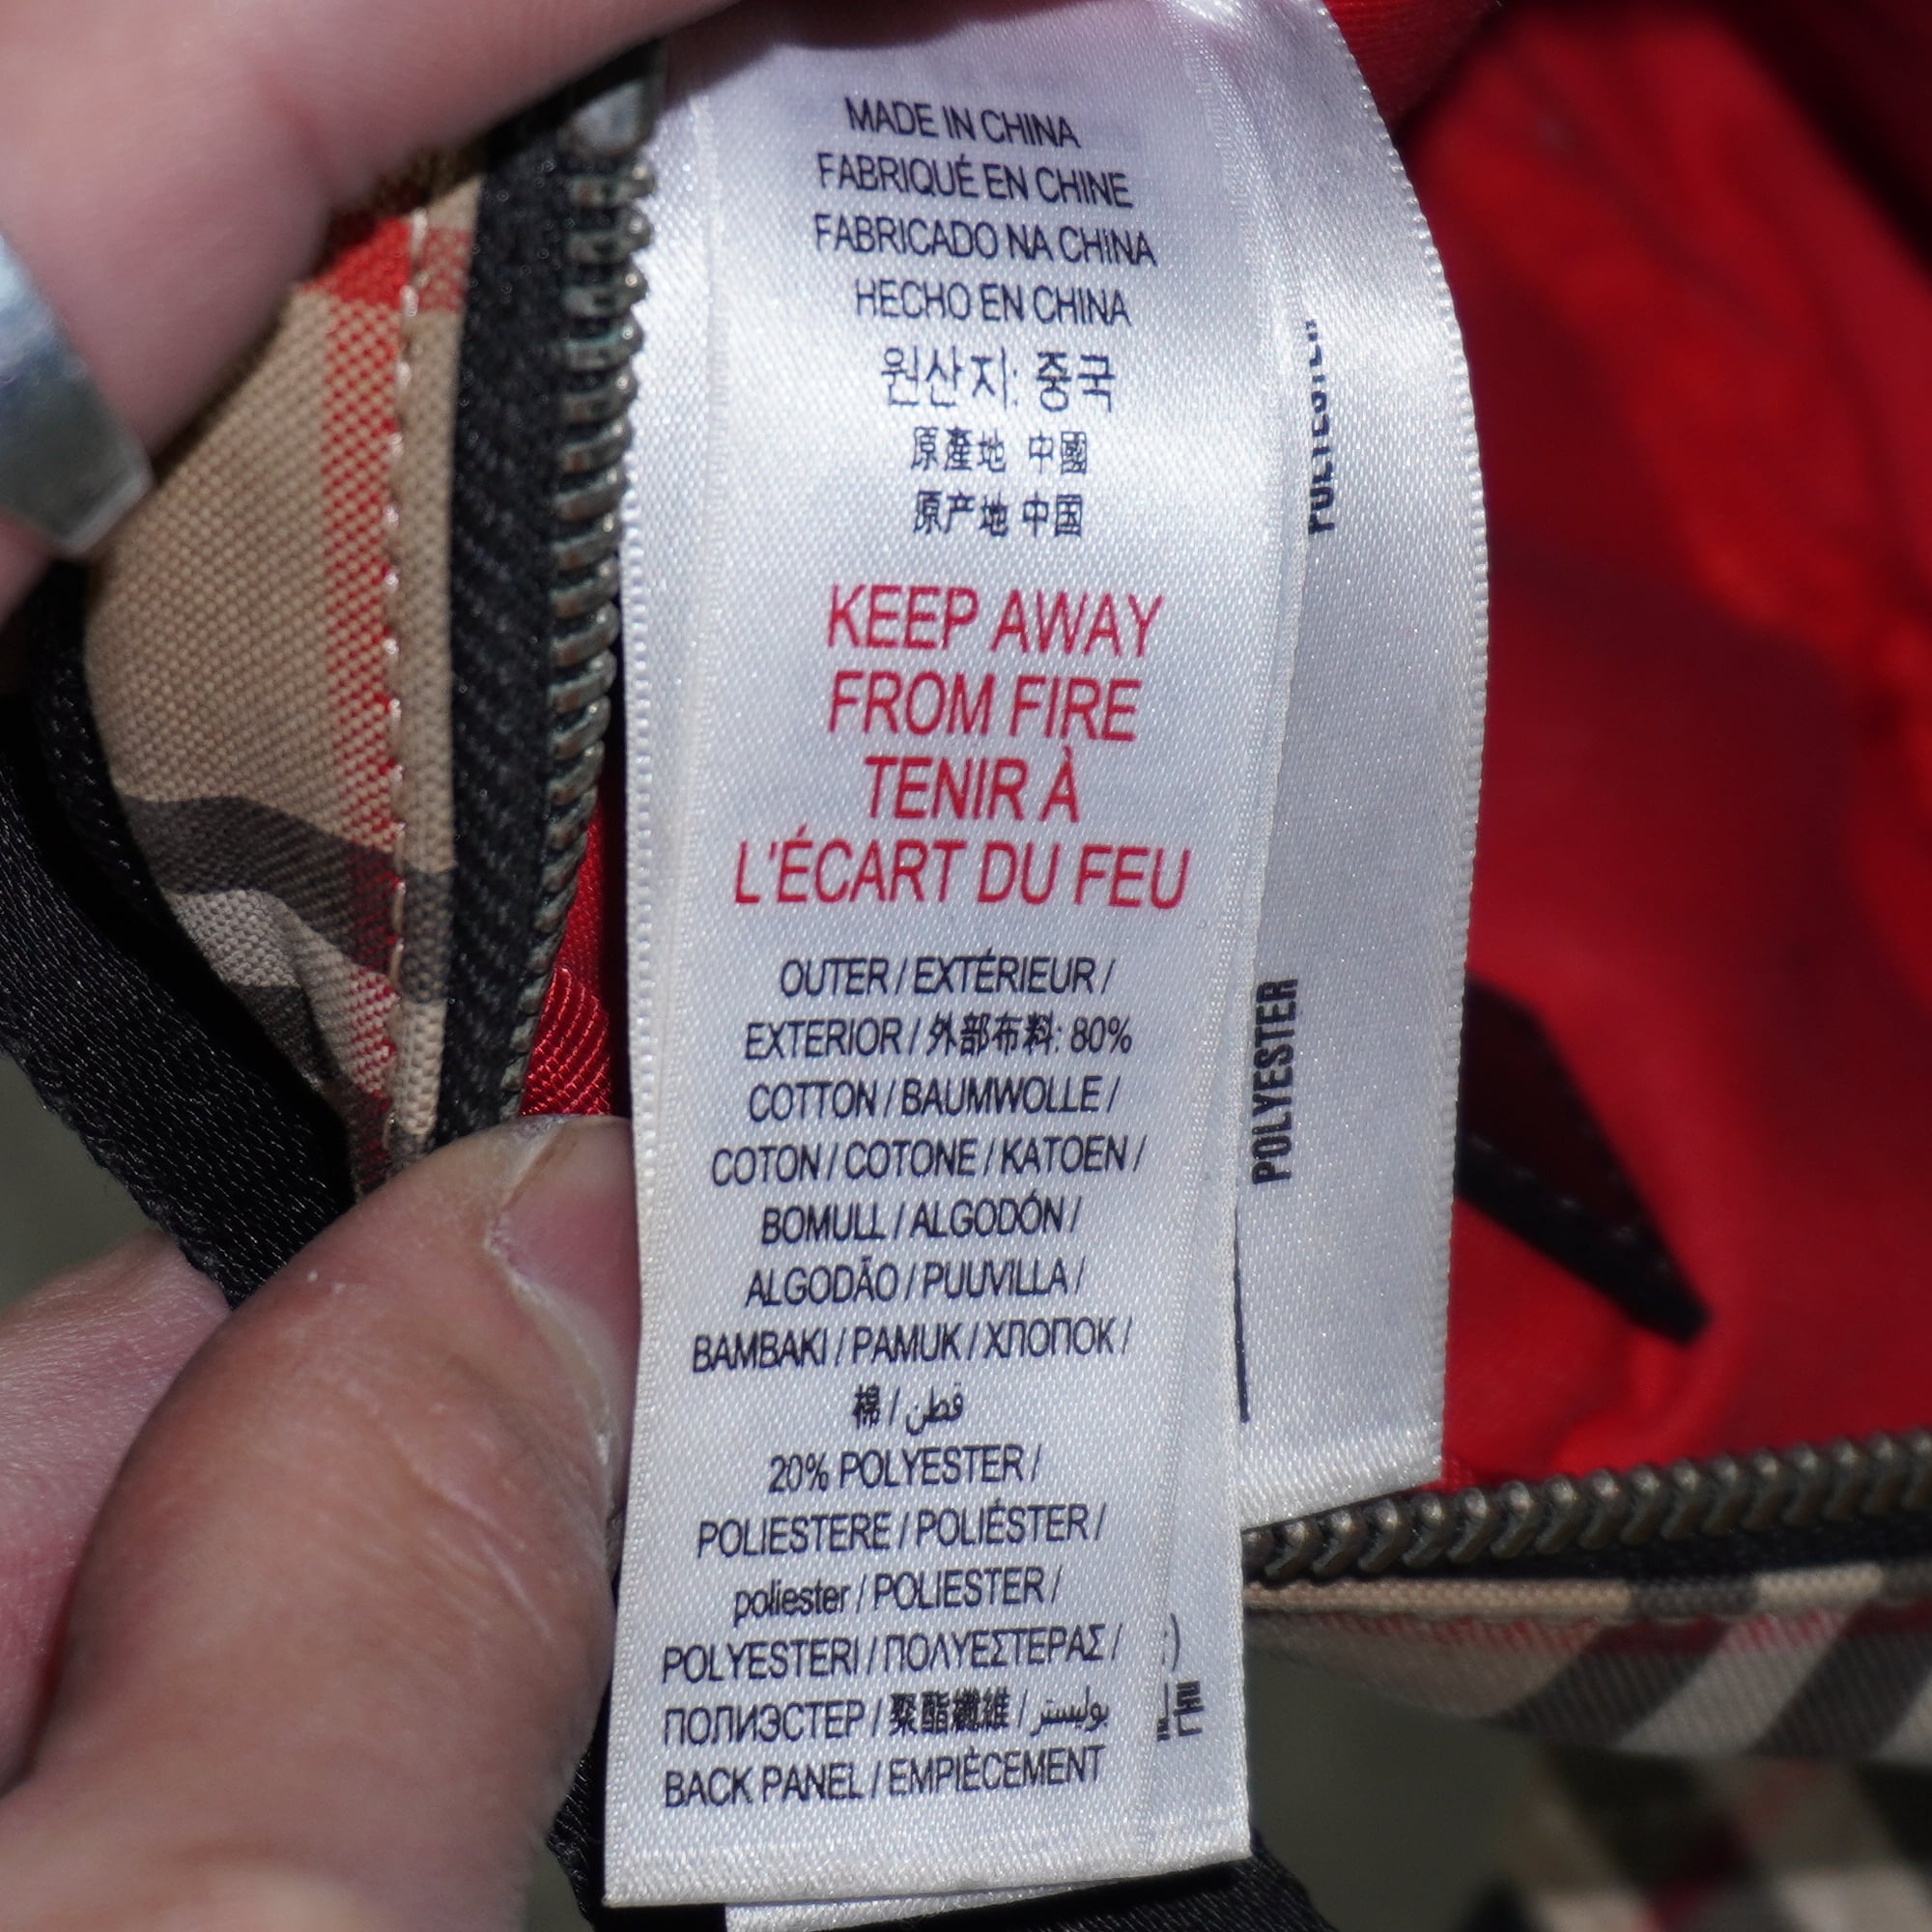 MADE IN CHINA
FABRIQUÉ EN CHINE
FABRICADO NA CHINA
HECHO EN CHINA
원산지: 중국
原產地 中國
原产地 中国
KEEP AWAY
FROM FIRE
TENIR À
L'ÉCART DU FEU
OUTER / EXTÉRIEUR /
EXTERIOR / 外部布料: 80%
COTTON / BAUMWOLLE /
COTON / COTONE / KATOEN /
BOMULL / ALGODÓN /
ALGODÃO / PUUVILLA /
BAMBAKI / PAMUK / ХЛОПОК /
棉 / قطن
20% POLYESTER /
POLIESTERE / POLIÉSTER /
poliester / POLIESTER /
POLYESTERI / ΠΟΛΥΕΣΤΕΡΑΣ /
ПОЛИЭСТЕР / 聚酯纖維 / بوليستر
BACK PANEL / EMPIÈCEMENT
POLYESTER
POLYESTER